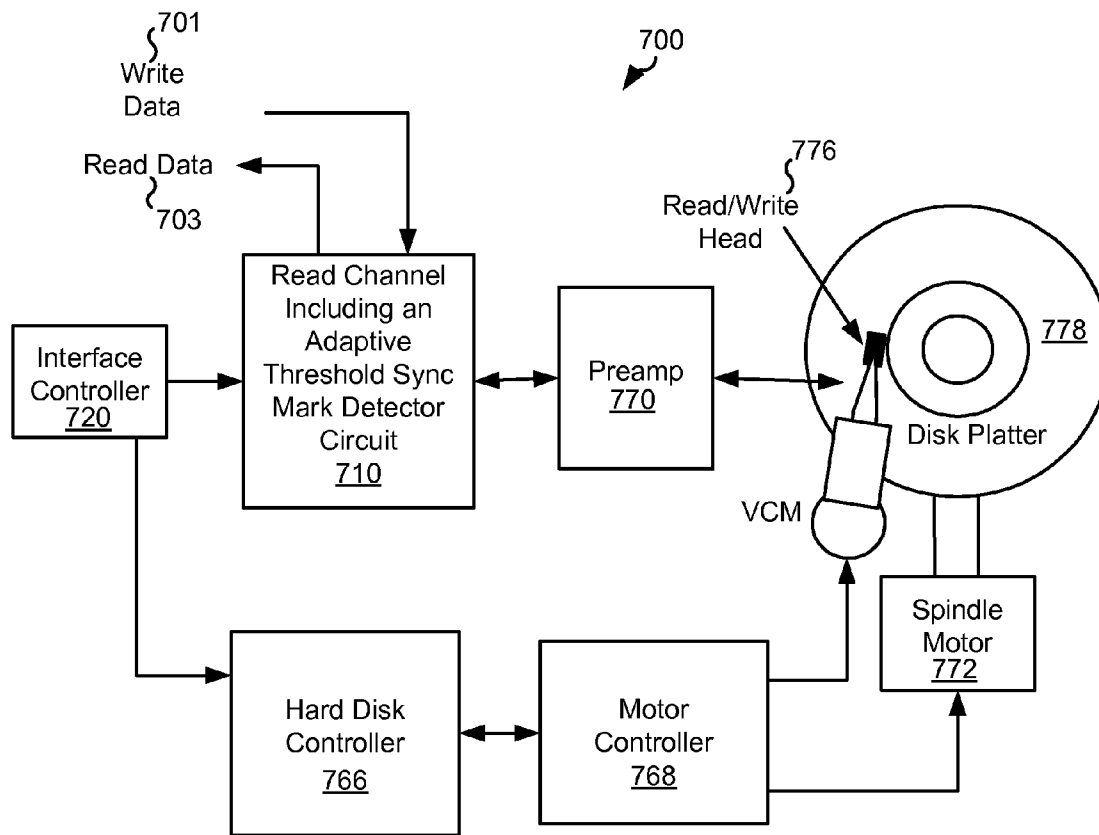 701
Write
Data
Read Data
703
700
776
Read/Write
Head
Interface
Controller
720
Read Channel
Including an
Adaptive
Threshold Sync
Mark Detector
Circuit
710
Preamp
770
778
Disk Platter
VCM
Spindle
Motor
772
Hard Disk
Controller
766
Motor
Controller
768